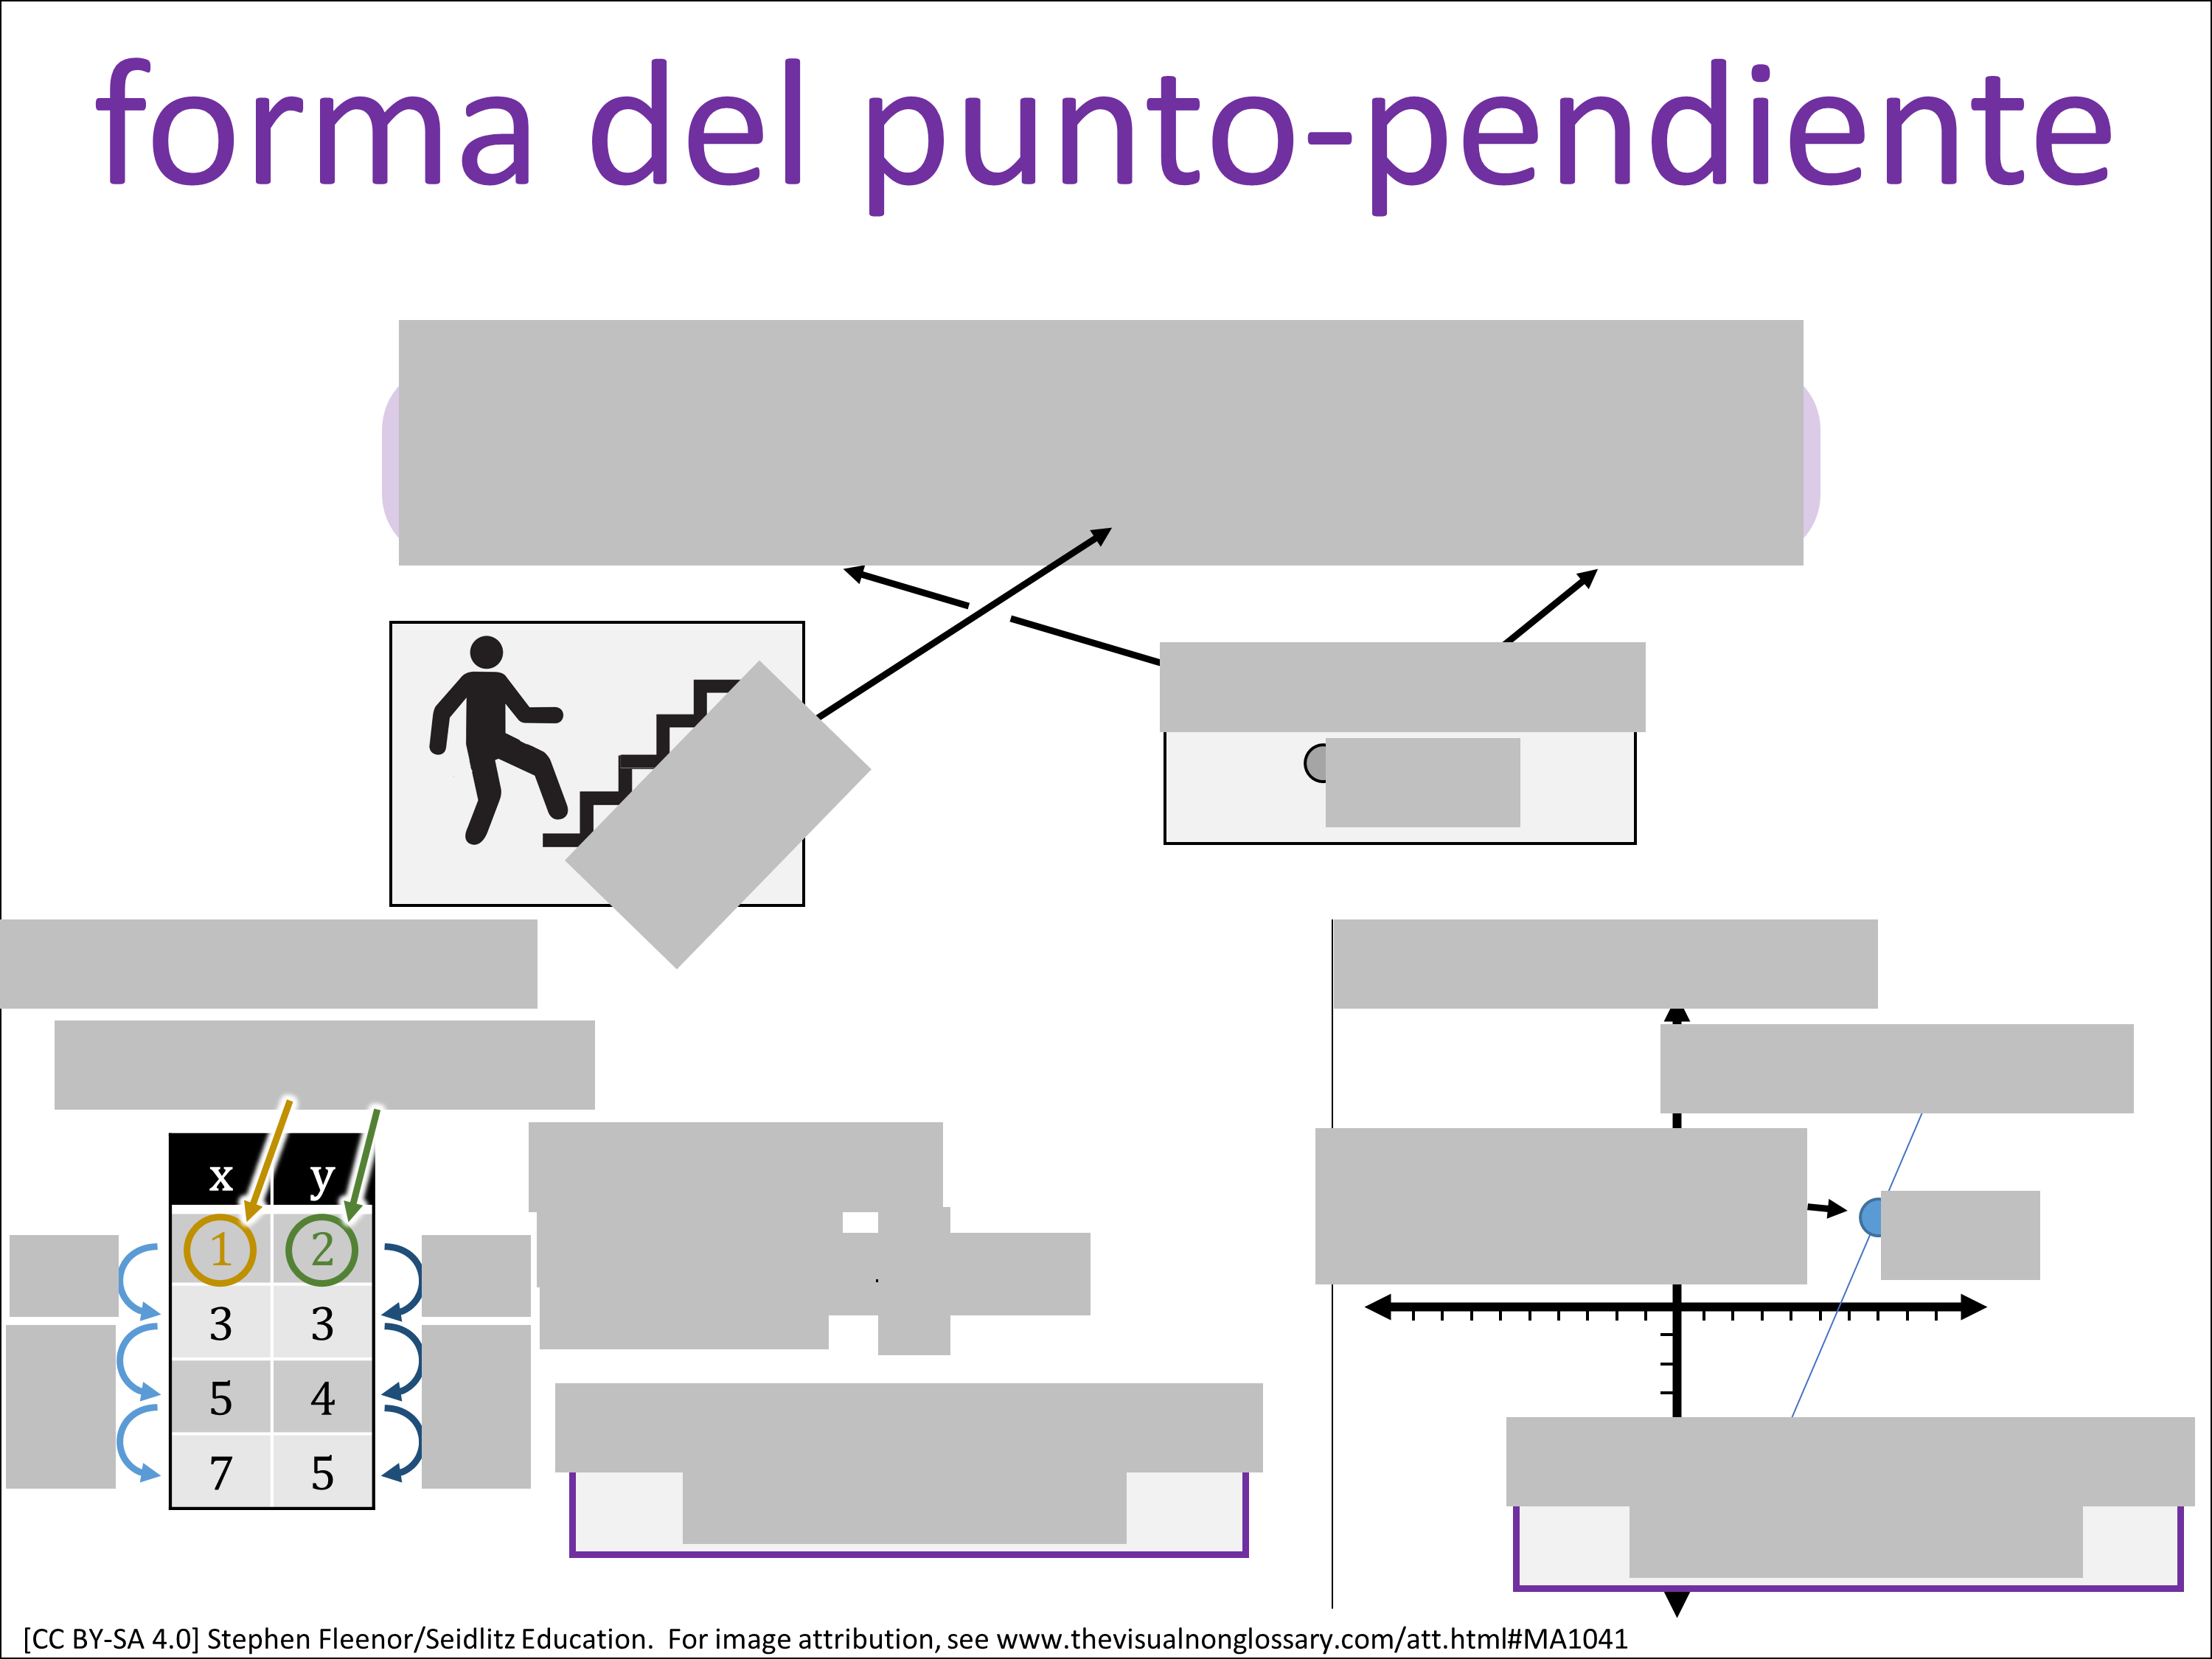 forma del punto-pendiente
x y
1 2
3 3
5 4
7 5
[CC BY-SA 4.0] Stephen Fleenor/Seidlitz Education.  For image attribution, see www.thevisualnonglossary.com/att.html#MA1041